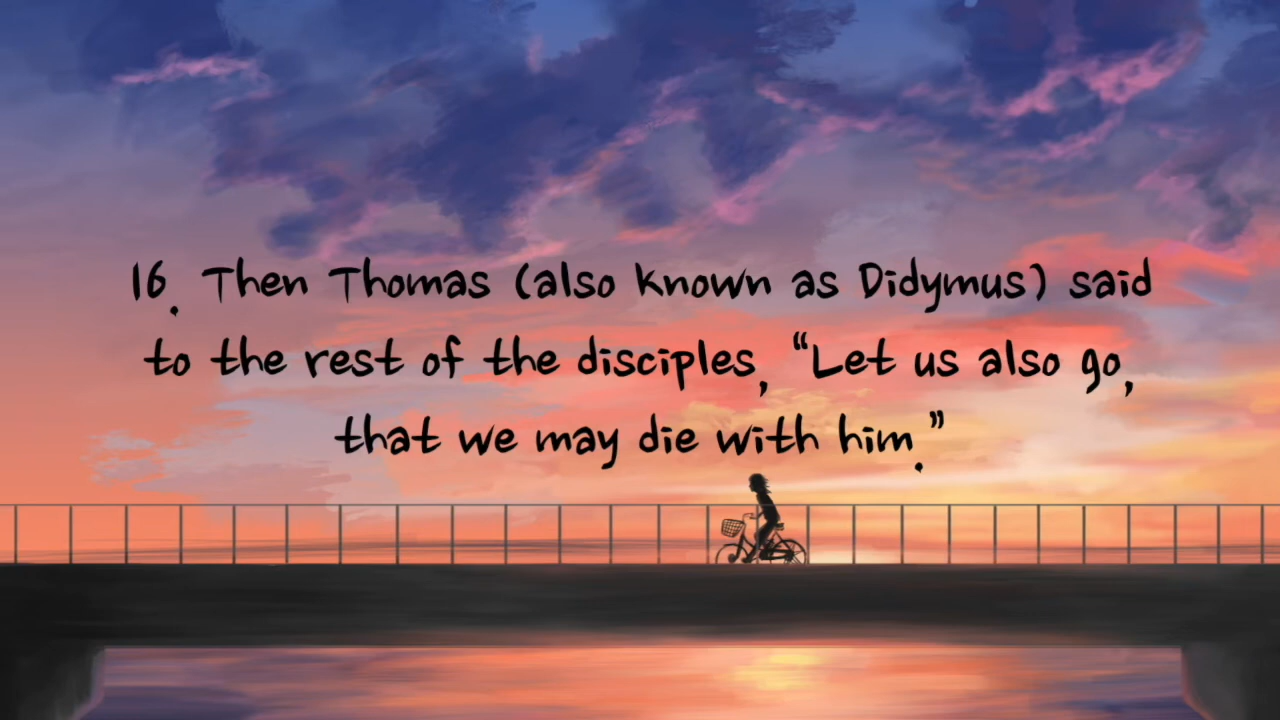 16. Then Thomas (also known as Didymus) said
to the rest of the disciples, “Let us also go,
that we may die with him.”